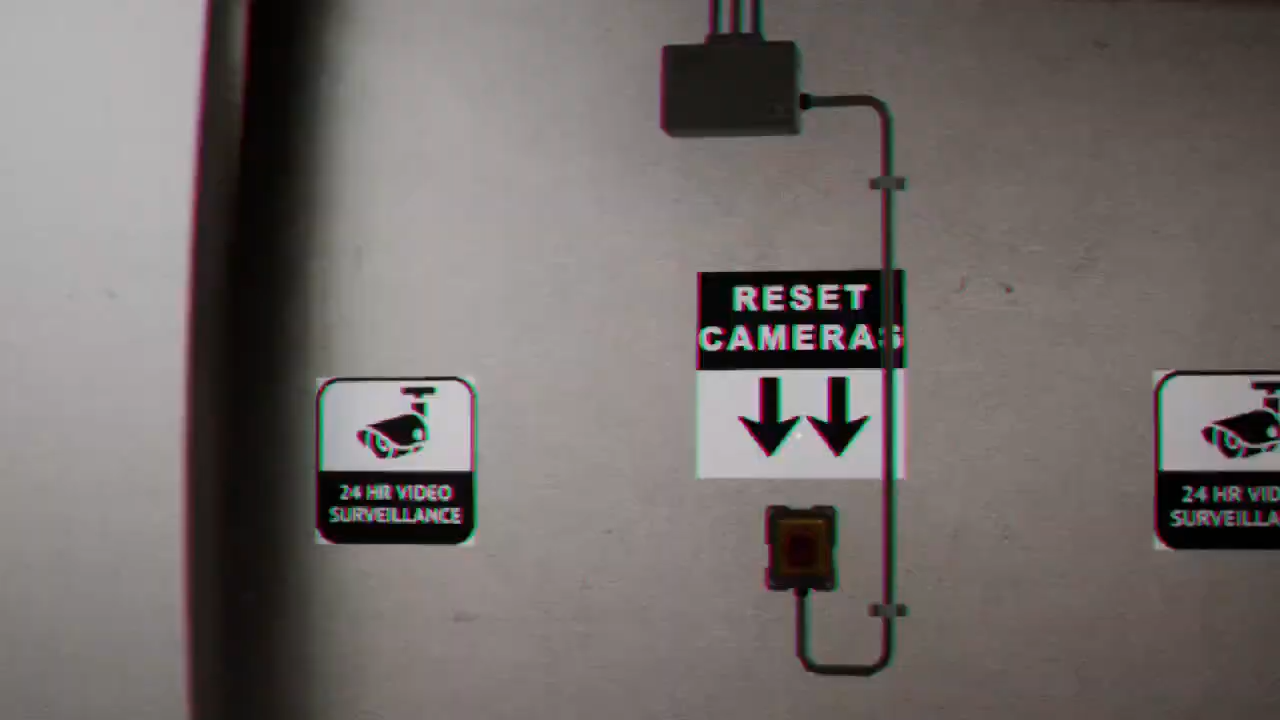 RESET
CAMERAS
24 HR VIDEO
SURVEILLANCE
24 HR VID
SURVEILLA